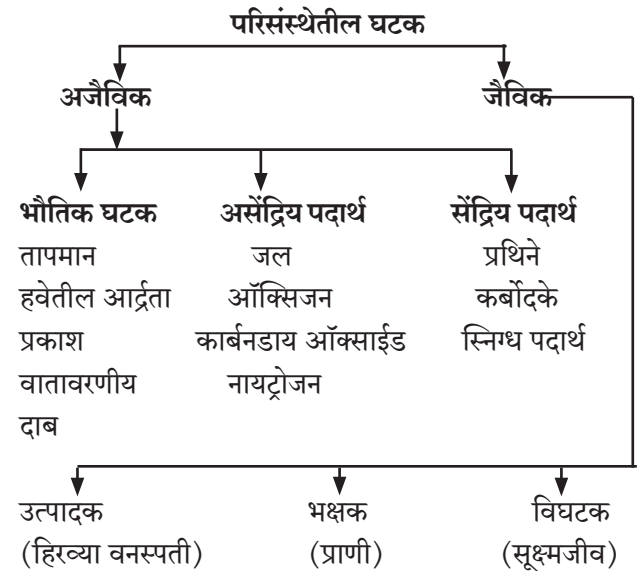 परिसंस्थेतील घटक
अजैविक जैविक
भौतिक घटक असेंद्रिय पदार्थ सेंद्रिय पदार्थ
तापमान जल प्रथिने
हवेतील आर्द्रता ऑक्सिजन कर्बोदके
प्रकाश कार्बनडाय ऑक्साईड स्निग्ध पदार्थ
वातावरणीय नायट्रोजन
दाब
उत्पादक भक्षक विघटक
(हिरव्या वनस्पती) (प्राणी) (सूक्ष्मजीव)